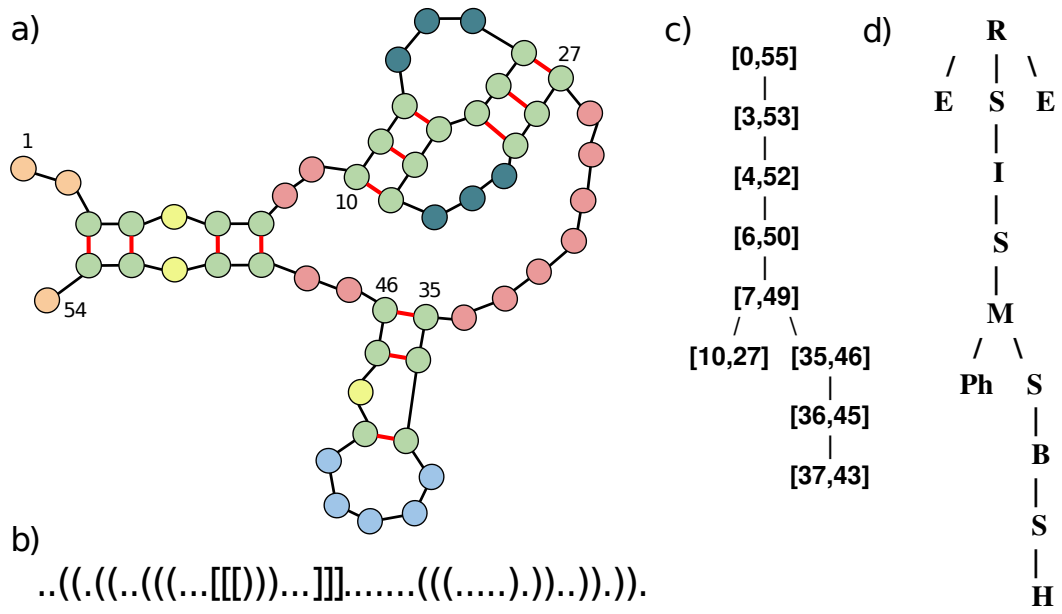 a)
1
54
10
27
46
35
b)
..((.((..(((...[[[)))...]]].......(((.....).))..)).)).
c)
[0,55]
[3,53]
[4,52]
[6,50]
[7,49]
[10,27] [35,46]
[36,45]
[37,43]
d)
R
E S E
I
S
M
Ph S
B
S
H